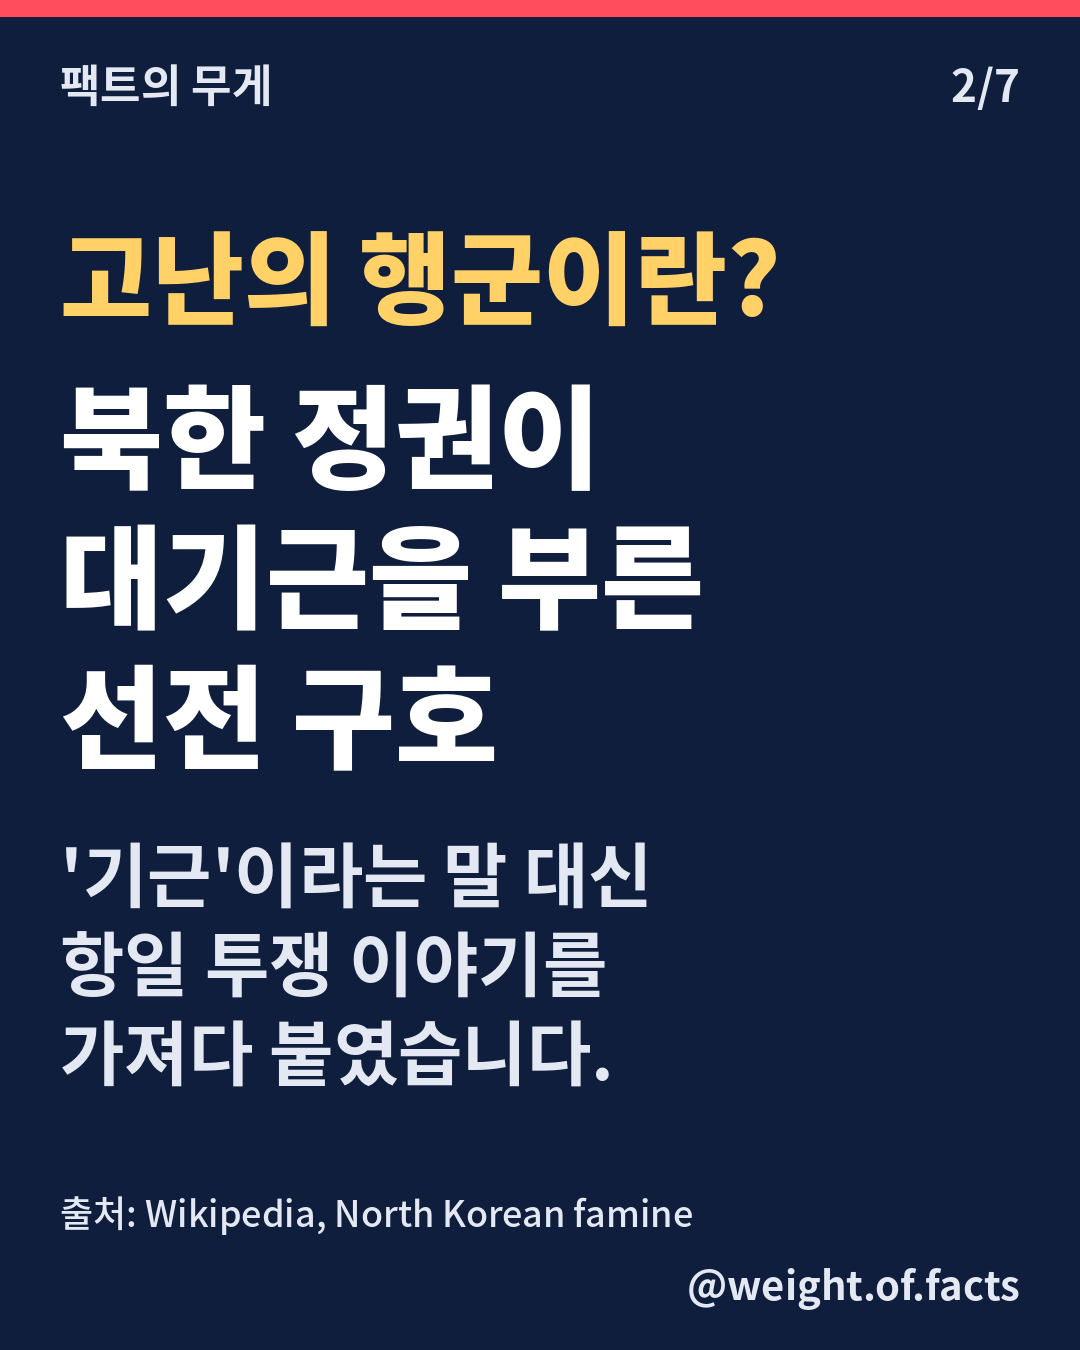 팩트의 무게
2/7
고난의 행군이란?
북한 정권이
대기근을 부른
선전 구호
'기근'이라는 말 대신
항일 투쟁 이야기를
가져다 붙였습니다.
출처: Wikipedia, North Korean famine
@weight.of.facts